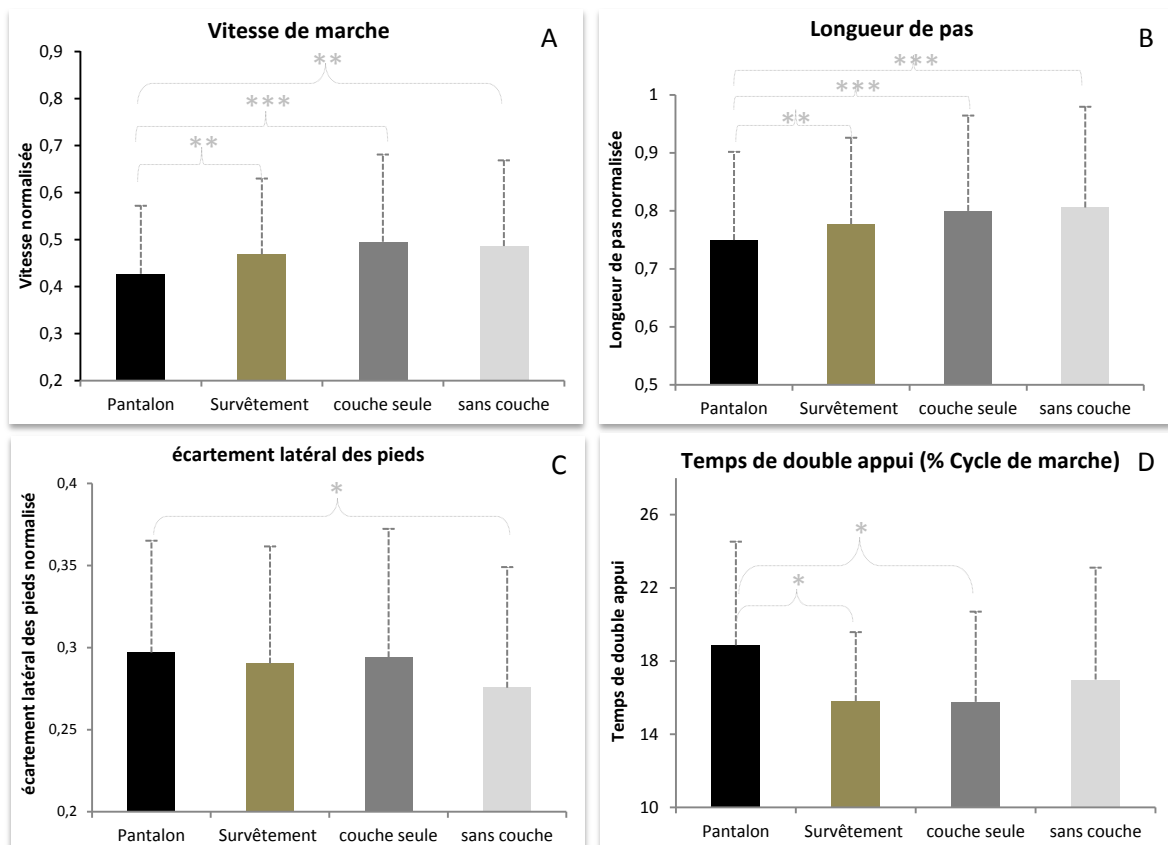 Vitesse de marche
A
Vitesse normalisée
0,9
0,8
0,7
0,6
0,5
0,4
0,3
0,2
**
***
**
Pantalon Survêtement couche seule sans couche
Longueur de pas
B
Longueur de pas normalisée
1
0,9
0,8
0,7
0,6
0,5
***
***
**
Pantalon Survêtement couche seule sans couche
écartement latéral des pieds
C
écartement latéral des pieds normalisé
0,4
0,35
0,3
0,25
0,2
*
Pantalon Survêtement couche seule sans couche
Temps de double appui (% Cycle de marche)
D
Temps de double appui
26
22
18
14
10
*
*
Pantalon Survêtement couche seule sans couche